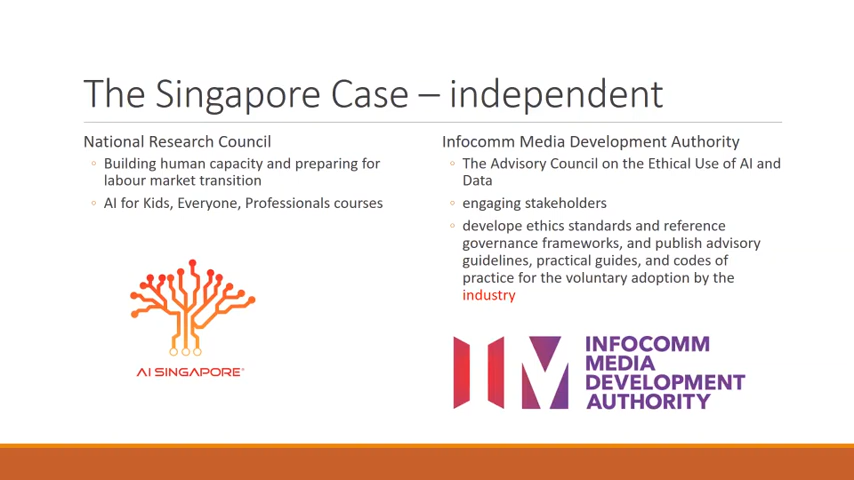 The Singapore Case – independent
National Research Council
◦ Building human capacity and preparing for
labour market transition
◦ AI for Kids, Everyone, Professionals courses
AI SINGAPORE
Infocomm Media Development Authority
◦ The Advisory Council on the Ethical Use of AI and
Data
◦ engaging stakeholders
◦ develope ethics standards and reference
governance frameworks, and publish advisory
guidelines, practical guides, and codes of
practice for the voluntary adoption by the
industry
INFOCOMM
MEDIA
DEVELOPMENT
AUTHORITY